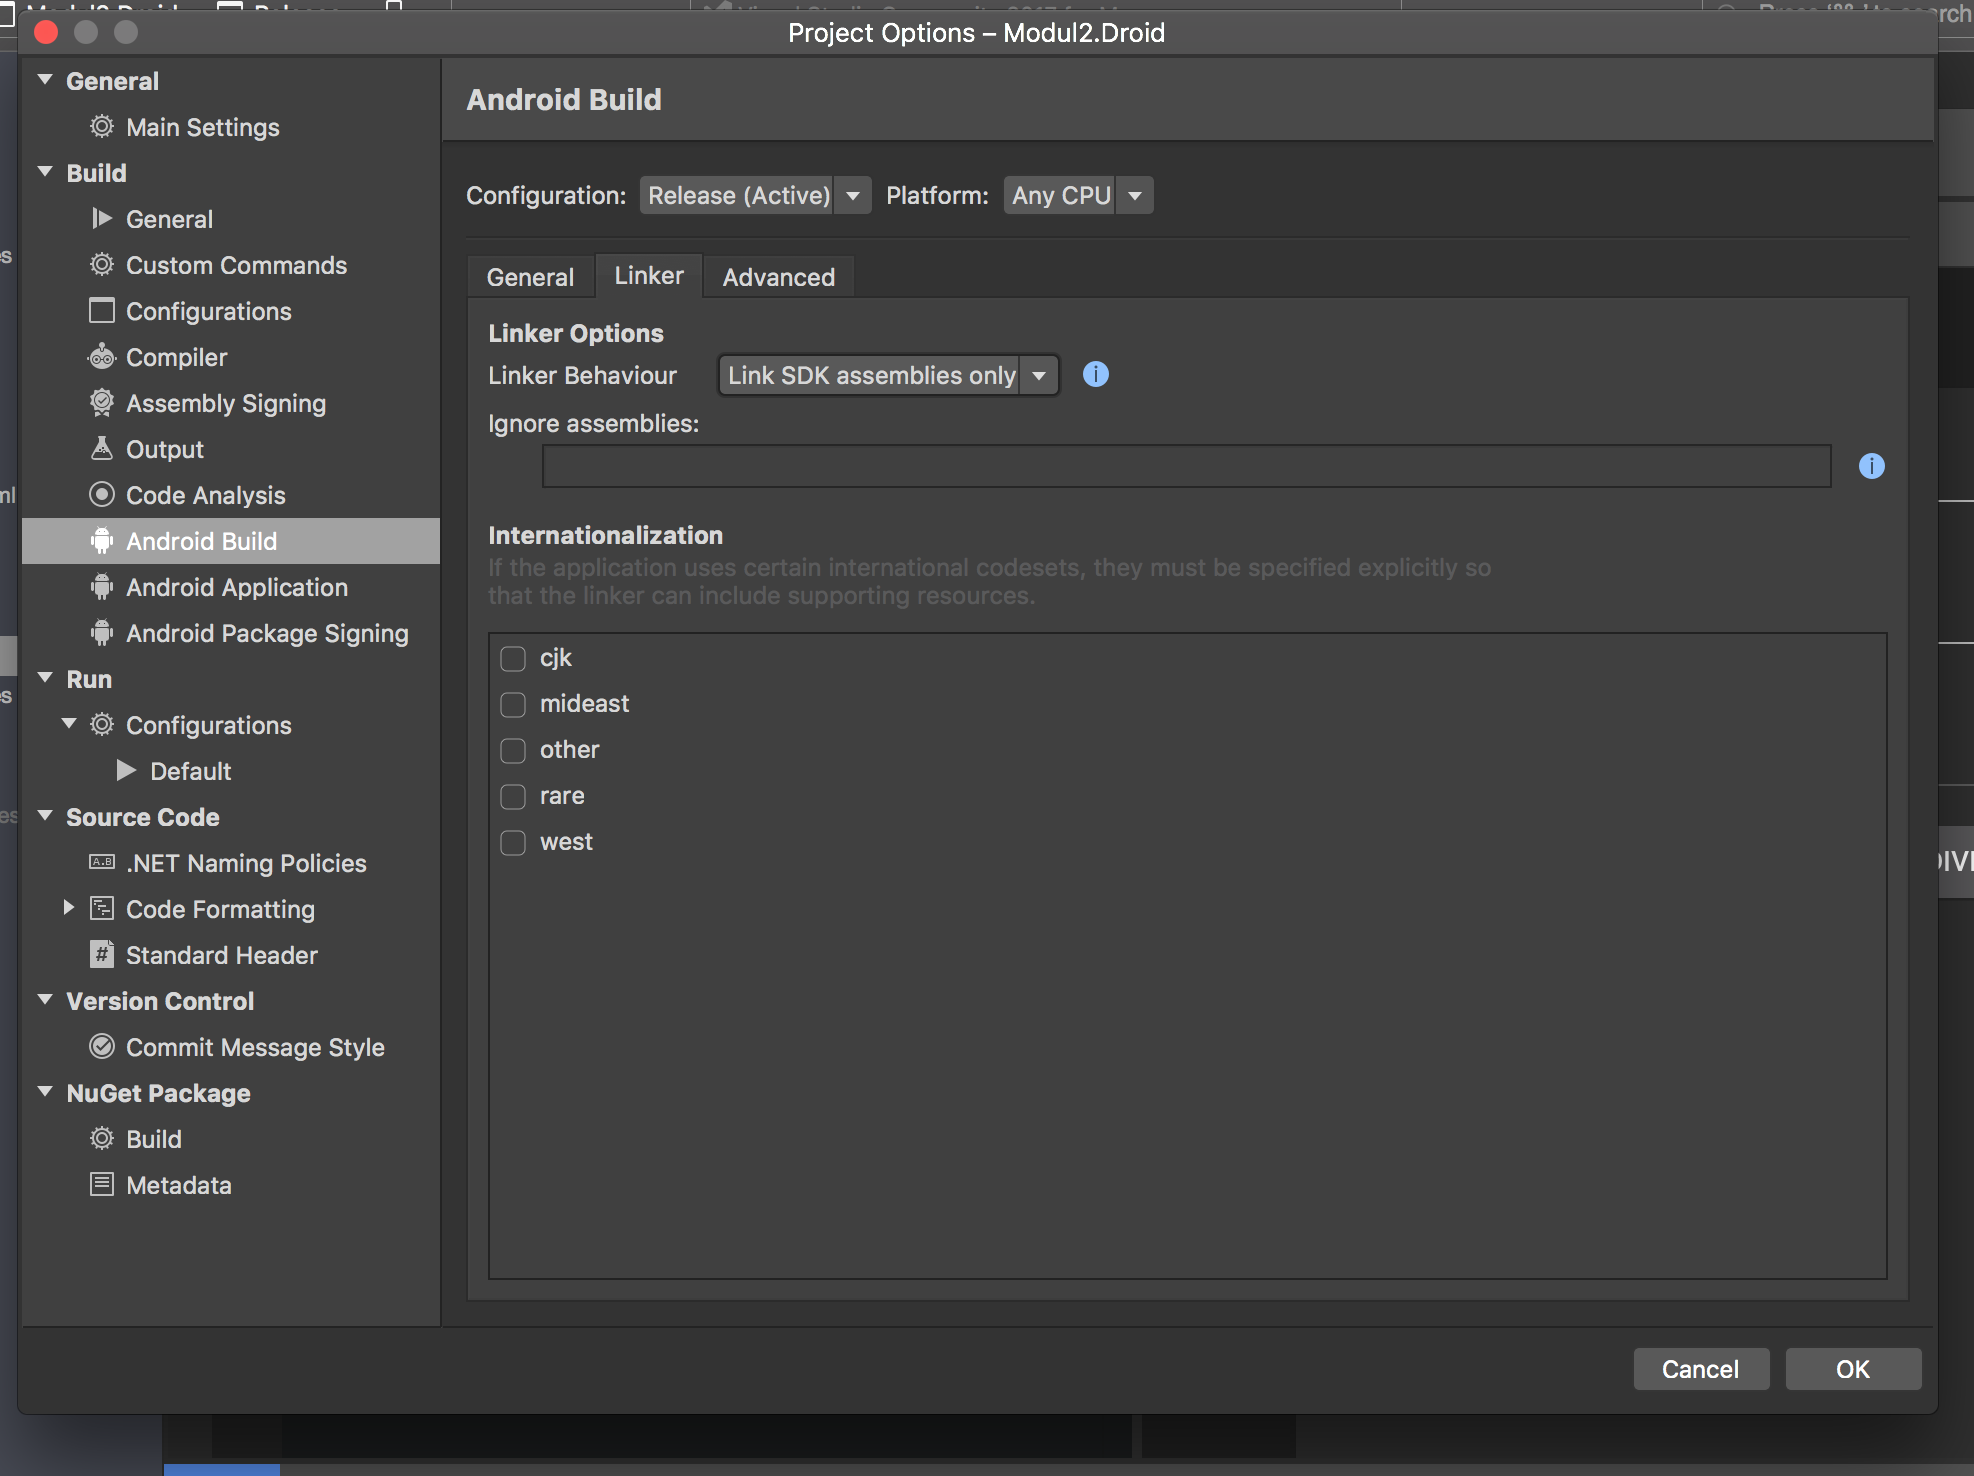 Project Options – Modul2.Droid
General
Main Settings
Build
General
Custom Commands
Configurations
Compiler
Assembly Signing
Output
Code Analysis
Android Build
Android Application
Android Package Signing
Run
Configurations
Default
Source Code
A.B .NET Naming Policies
Code Formatting
# Standard Header
Version Control
Commit Message Style
NuGet Package
Build
Metadata
Android Build
Configuration: Release (Active) Platform: Any CPU
General Linker Advanced
Linker Options
Linker Behaviour Link SDK assemblies only i
Ignore assemblies:
i
Internationalization
If the application uses certain international codesets, they must be specified explicitly so
that the linker can include supporting resources.
cjk
mideast
other
rare
west
Cancel OK